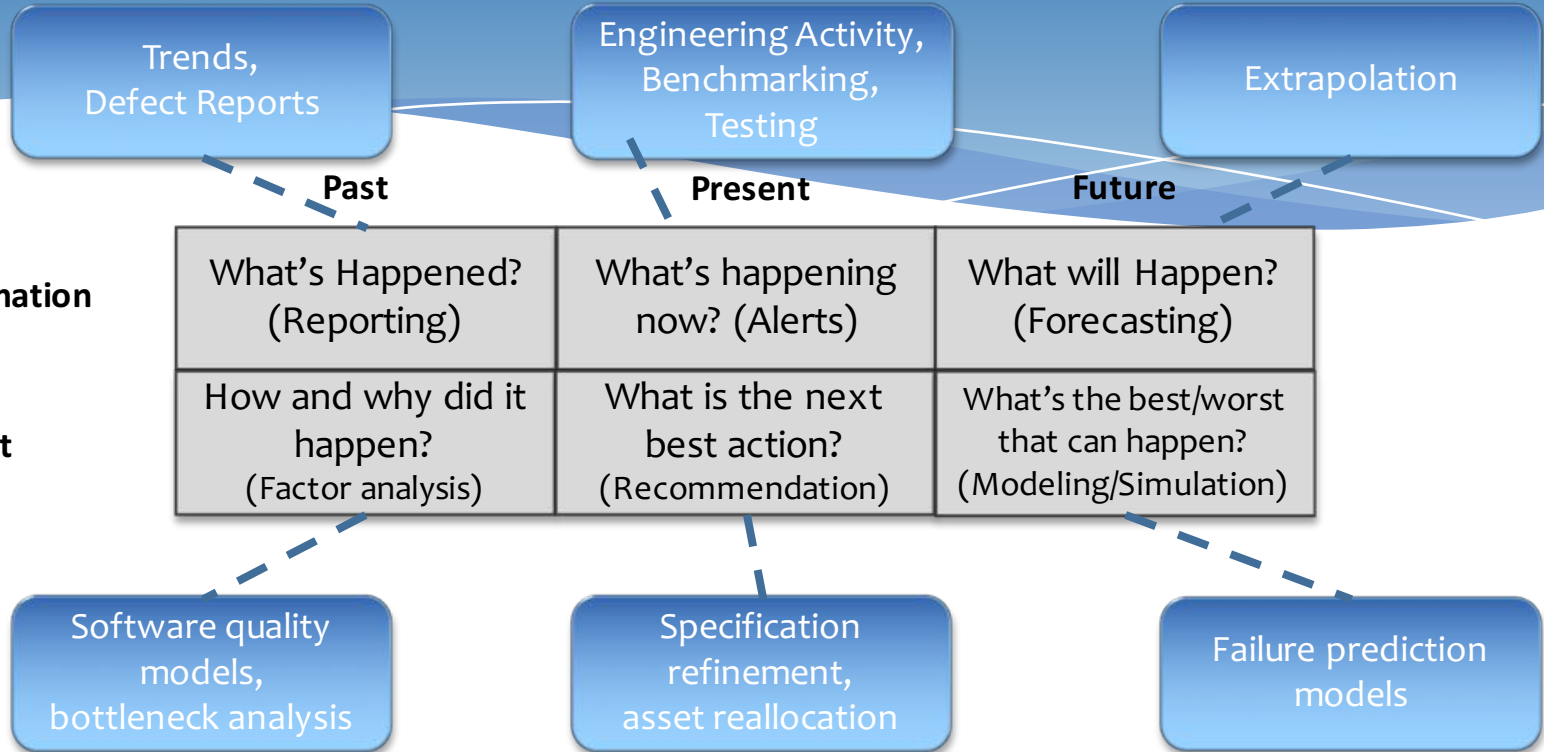 Trends,
Defect Reports
Engineering Activity,
Benchmarking,
Testing
Extrapolation
Past
Present
Future
mation
What’s Happened?
(Reporting)
What’s happening
now? (Alerts)
What will Happen?
(Forecasting)
t
How and why did it
happen?
(Factor analysis)
What is the next
best action?
(Recommendation)
What’s the best/worst
that can happen?
(Modeling/Simulation)
Software quality
models,
bottleneck analysis
Specification
refinement,
asset reallocation
Failure prediction
models